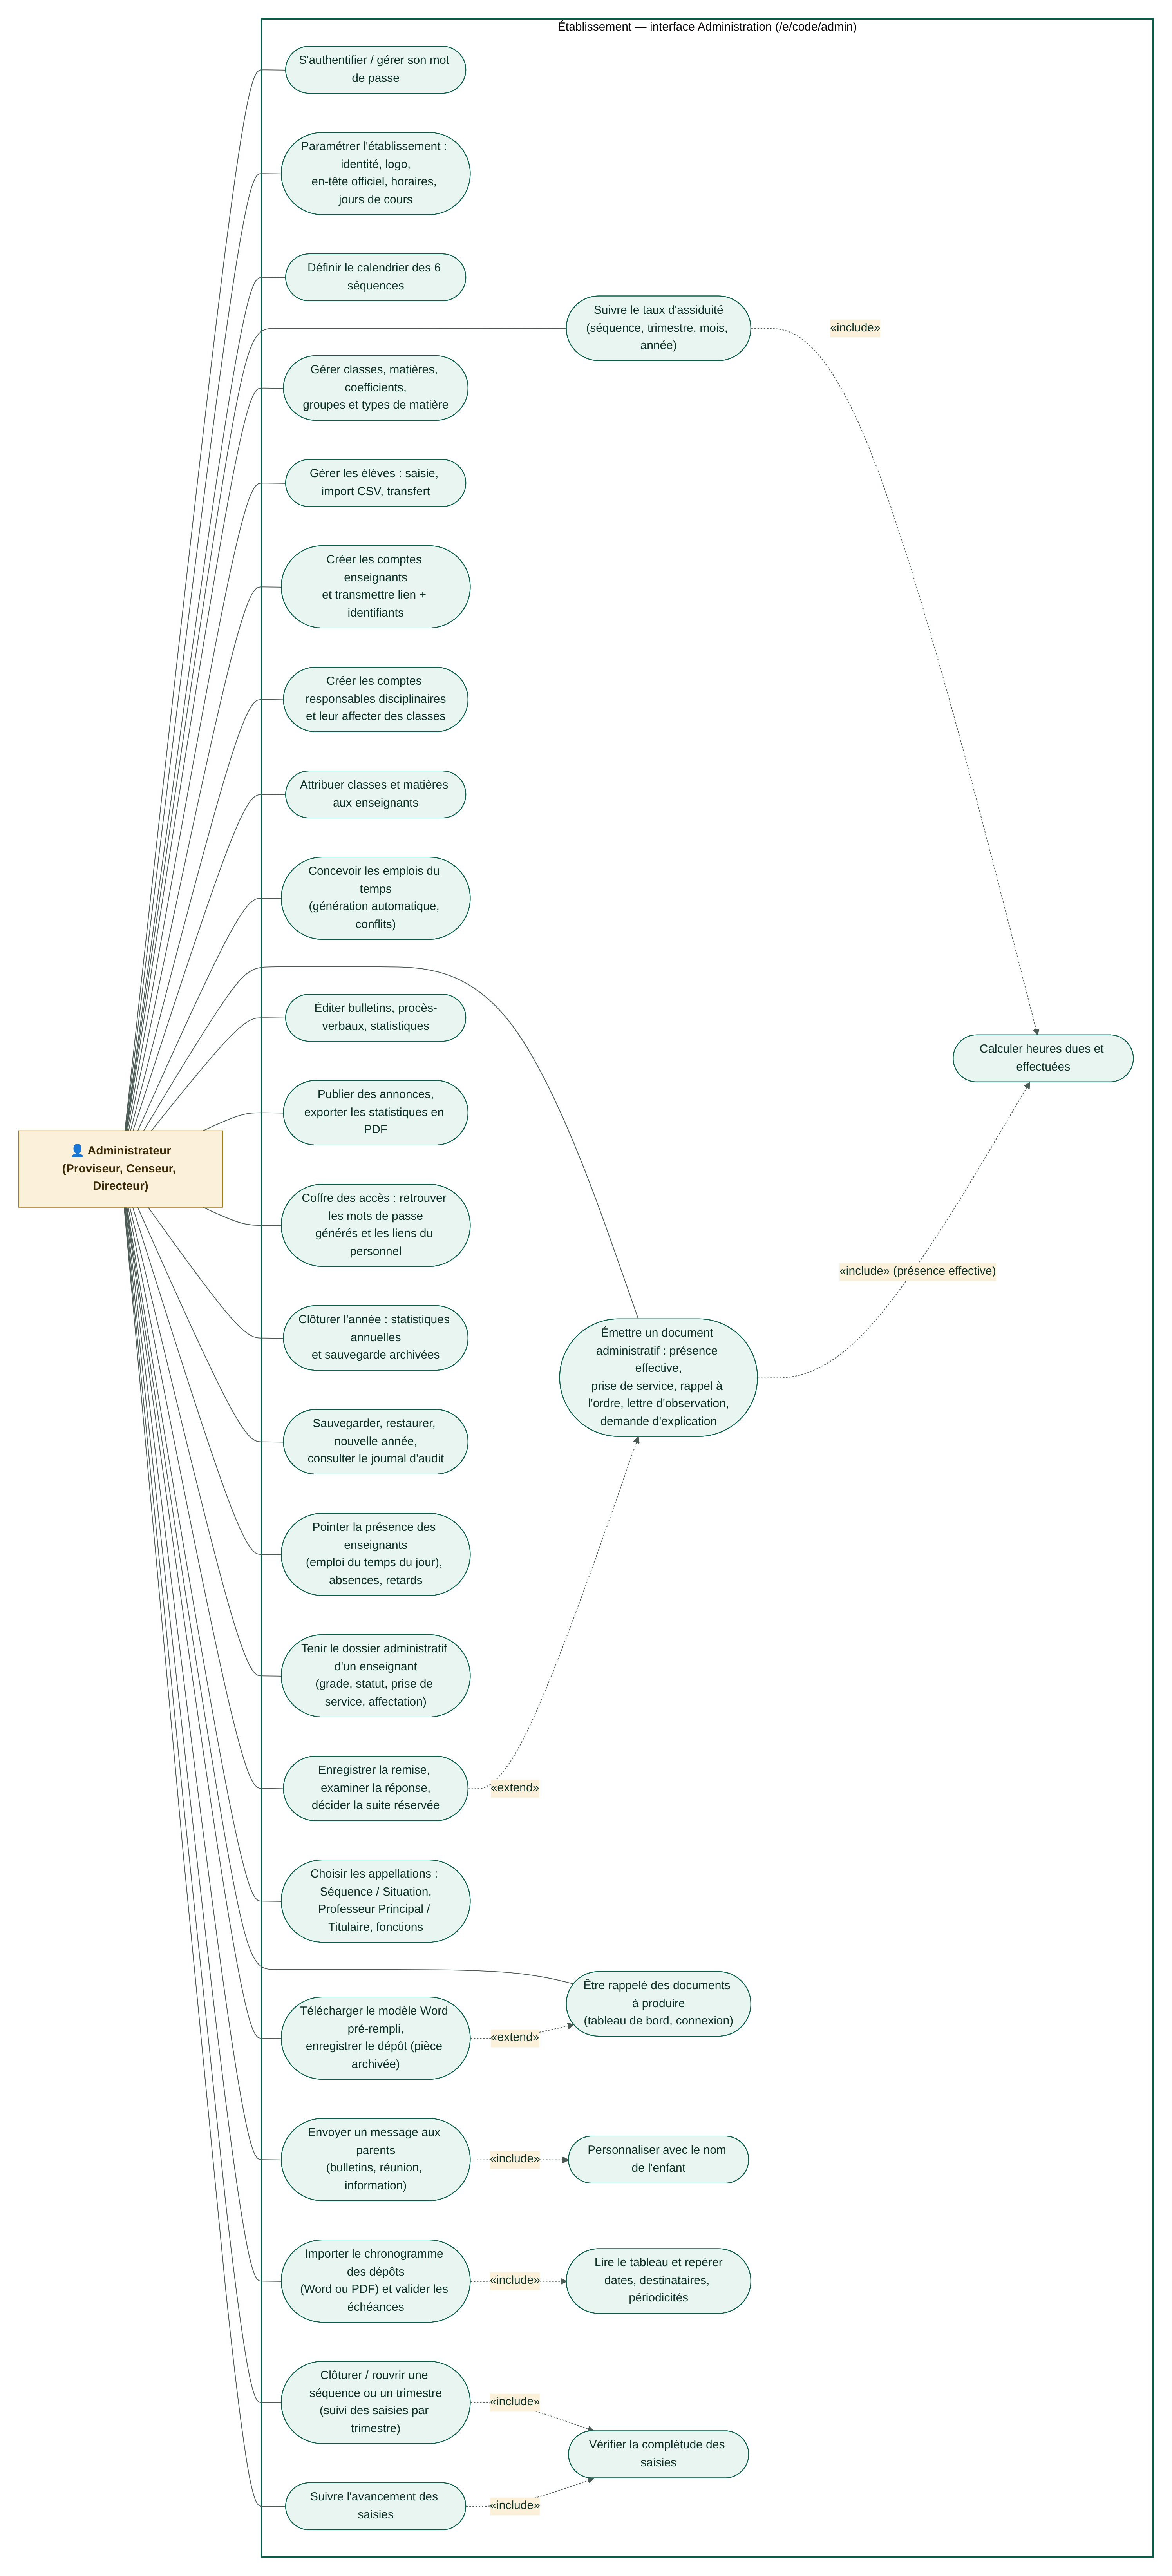 Établissement — interface Administration (/e/code/admin)
S'authentifier / gérer son mot
de passe
Paramétrer l'établissement :
identité, logo,
en-tête officiel, horaires,
jours de cours
Définir le calendrier des 6
séquences
Suivre le taux d'assiduité
(séquence, trimestre, mois,
année)
«include»
Gérer classes, matières,
coefficients,
groupes et types de matière
Gérer les élèves : saisie,
import CSV, transfert
Créer les comptes
enseignants
et transmettre lien +
identifiants
Créer les comptes
responsables disciplinaires
et leur affecter des classes
Attribuer classes et matières
aux enseignants
Concevoir les emplois du
temps
(génération automatique,
conflits)
Éditer bulletins, procès-
verbaux, statistiques
Calculer heures dues et
effectuées
Publier des annonces,
exporter les statistiques en
PDF
👤 Administrateur
(Proviseur, Censeur,
Directeur)
Coffre des accès : retrouver
les mots de passe
générés et les liens du
personnel
«include» (présence effective)
Clôturer l'année : statistiques
annuelles
et sauvegarde archivées
Émettre un document
administratif : présence
effective,
prise de service, rappel à
l'ordre, lettre d'observation,
demande d'explication
Sauvegarder, restaurer,
nouvelle année,
consulter le journal d'audit
Pointer la présence des
enseignants
(emploi du temps du jour),
absences, retards
Tenir le dossier administratif
d'un enseignant
(grade, statut, prise de
service, affectation)
Enregistrer la remise,
examiner la réponse,
décider la suite réservée
«extend»
Choisir les appellations :
Séquence / Situation,
Professeur Principal /
Titulaire, fonctions
Être rappelé des documents
à produire
(tableau de bord, connexion)
Télécharger le modèle Word
pré-rempli,
enregistrer le dépôt (pièce
archivée)
«extend»
Envoyer un message aux
parents
(bulletins, réunion,
information)
«include»
Personnaliser avec le nom
de l'enfant
Importer le chronogramme
des dépôts
(Word ou PDF) et valider les
échéances
«include»
Lire le tableau et repérer
dates, destinataires,
périodicités
Clôturer / rouvrir une
séquence ou un trimestre
(suivi des saisies par
trimestre)
«include»
Vérifier la complétude des
saisies
Suivre l'avancement des
saisies
«include»